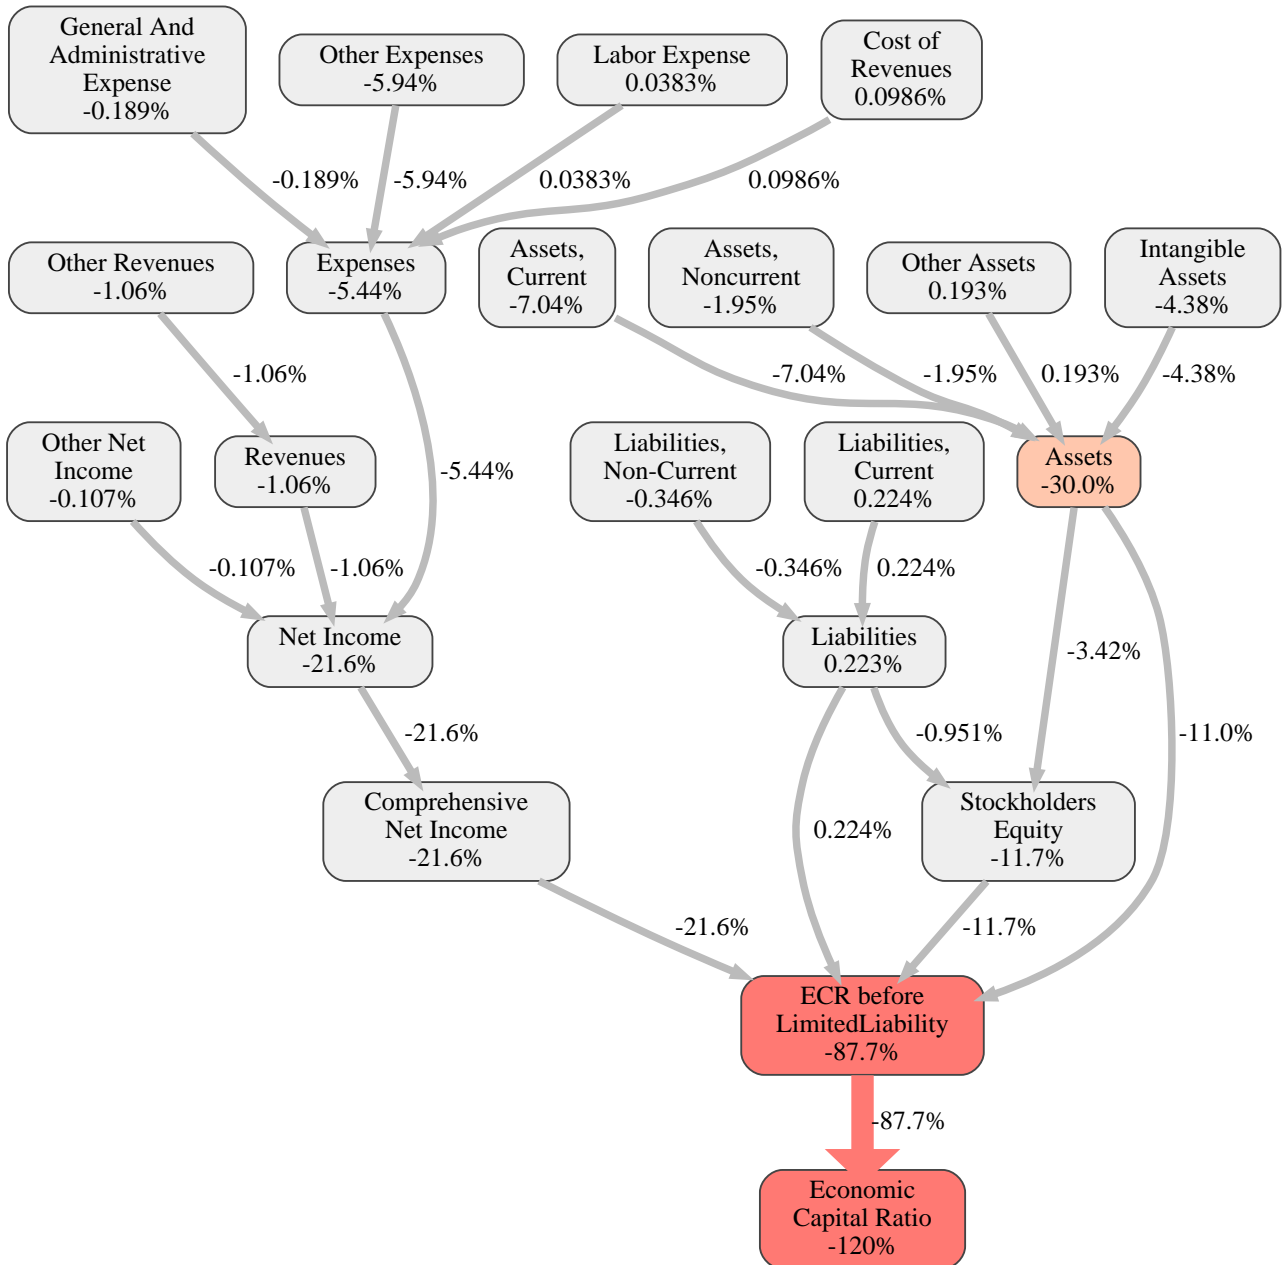 General And
Administrative
Expense
-0.189%
Other Expenses
-5.94%
Labor Expense
0.0383%
Cost of
Revenues
0.0986%
-0.189%
-5.94%
0.0383%
0.0986%
Other Revenues
-1.06%
Expenses
-5.44%
Assets,
Current
-7.04%
Assets,
Noncurrent
-1.95%
Other Assets
0.193%
Intangible
Assets
-4.38%
-1.06%
-7.04%
-1.95%
0.193%
-4.38%
Other Net
Income
-0.107%
Revenues
-1.06%
-5.44%
Liabilities,
Non-Current
-0.346%
Liabilities,
Current
0.224%
Assets
-30.0%
-0.107%
-1.06%
-0.346%
0.224%
Net Income
-21.6%
Liabilities
0.223%
-3.42%
-21.6%
-0.951%
-11.0%
Comprehensive
Net Income
-21.6%
0.224%
Stockholders
Equity
-11.7%
-21.6%
-11.7%
ECR before
LimitedLiability
-87.7%
-87.7%
Economic
Capital Ratio
-120%